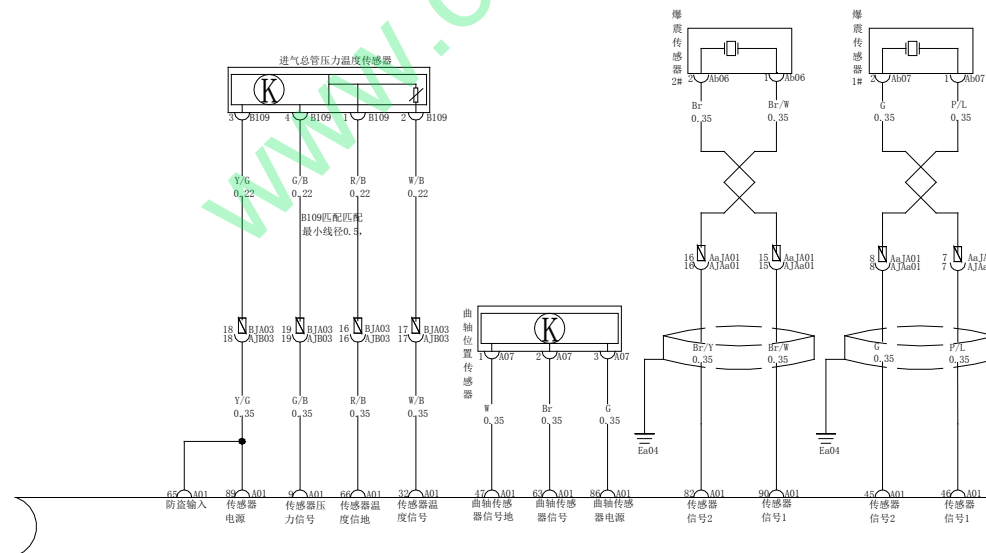 www.c
进气总管压力温度传感器
K
3 B109 4 B109 1 B109 2 B109
Y/G G/B R/B W/B
0.22 0.22 0.22 0.22
B109匹配匹配
最小线径0.5,
18 BJA03 19 BJA03 16 BJA03 17 BJA03
18 AJB03 19 AJB03 16 AJB03 17 AJB03
Y/G G/B R/B W/B
0.35 0.35 0.35 0.35
曲轴位置传感器
K
1 A07 2 A07 3 A07
W Br G
0.35 0.35 0.35
爆震传感器2#
2 Ab06 1 Ab06
Br Br/W
0.35 0.35
16 AaJA01 15 AaJA01
16 AJAa01 15 AJAa01
Br/Y Br/W
0.35 0.35
Ea04
爆震传感器1#
2 Ab07 1 Ab07
G P/L
0.35 0.35
8 AaJA01 7 AaJA
8 AJAa01 7 AJAa0
G P/L
0.35 0.35
Ea04
65 A01 89 A01 9 A01 66 A01 32 A01 47 A01 63 A01 86 A01 82 A01 90 A01 45 A01 46 A01
防盗输入
传感器
电源
传感器压
力信号
传感器温
度信地
传感器温
度信号
曲轴传感
器信号地
曲轴传感
器信号
曲轴传感
器电源
传感器
信号2
传感器
信号1
传感器
信号2
传感器
信号1